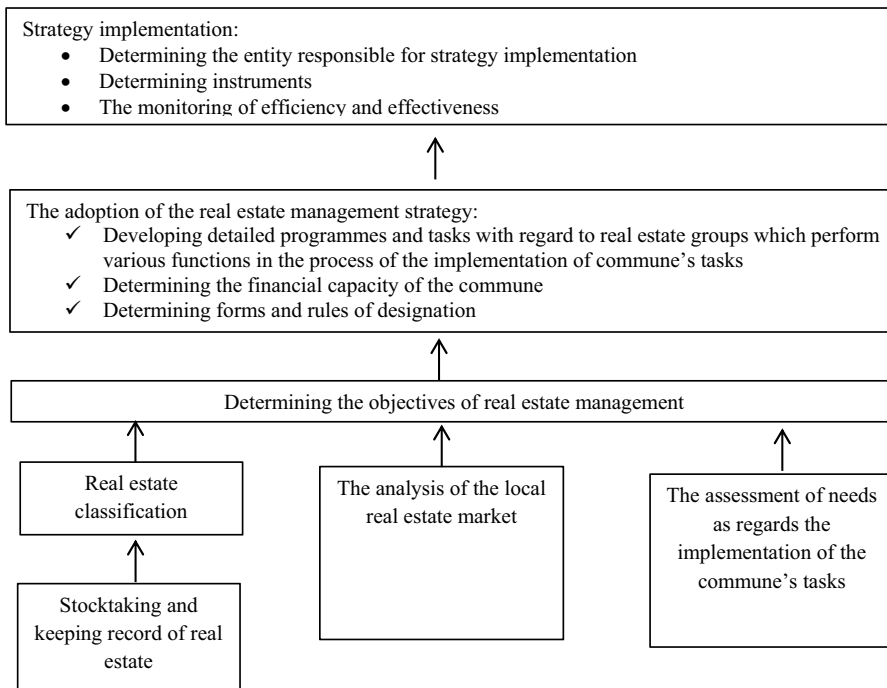 Strategy implementation:
• Determining the entity responsible for strategy implementation
• Determining instruments
• The monitoring of efficiency and effectiveness
The adoption of the real estate management strategy:
✓ Developing detailed programmes and tasks with regard to real estate groups which perform
various functions in the process of the implementation of commune's tasks
✓ Determining the financial capacity of the commune
✓ Determining forms and rules of designation
Determining the objectives of real estate management
Real estate
classification
Stocktaking and
keeping record of real
estate
The analysis of the local
real estate market
The assessment of needs
as regards the
implementation of the
commune's tasks